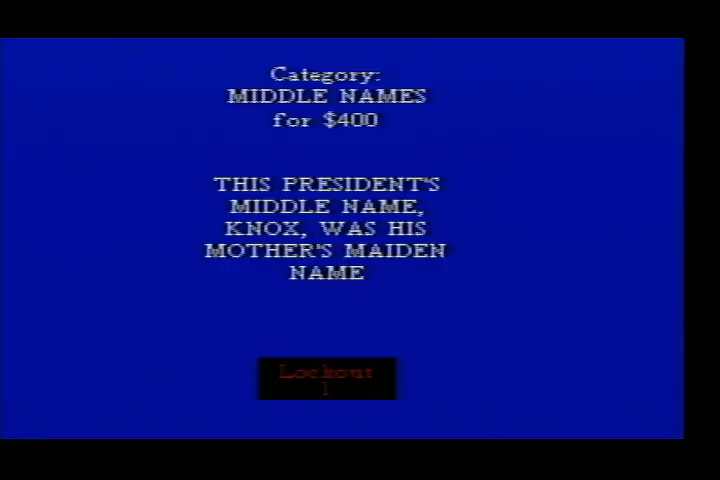 Category:
MIDDLE NAMES
for $400
THIS PRESIDENT'S
MIDDLE NAME,
KNOX, WAS HIS
MOTHER'S MAIDEN
NAME
Lockout
1